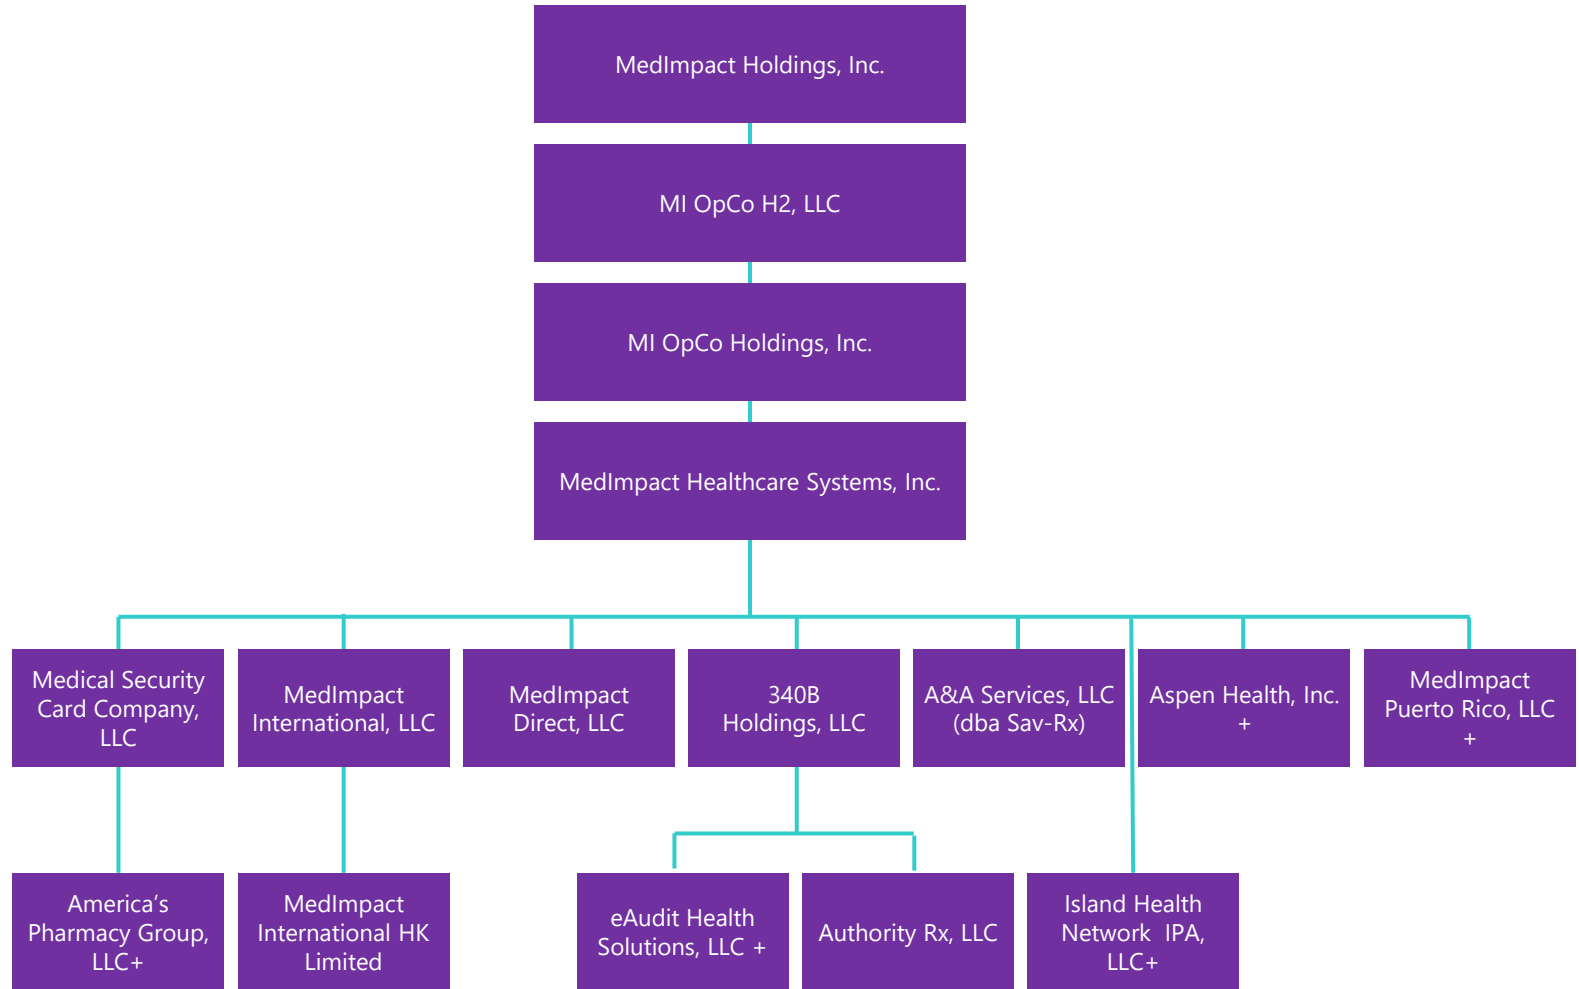 MedImpact Holdings, Inc.
MI OpCo H2, LLC
MI OpCo Holdings, Inc.
MedImpact Healthcare Systems, Inc.
Medical Security
Card Company,
LLC
MedImpact
International, LLC
MedImpact
Direct, LLC
340B
Holdings, LLC
A&A Services, LLC
(dba Sav-Rx)
Aspen Health, Inc.
+
MedImpact
Puerto Rico, LLC
+
America’s
Pharmacy Group,
LLC+
MedImpact
International HK
Limited
eAudit Health
Solutions, LLC +
Authority Rx, LLC
Island Health
Network IPA,
LLC+